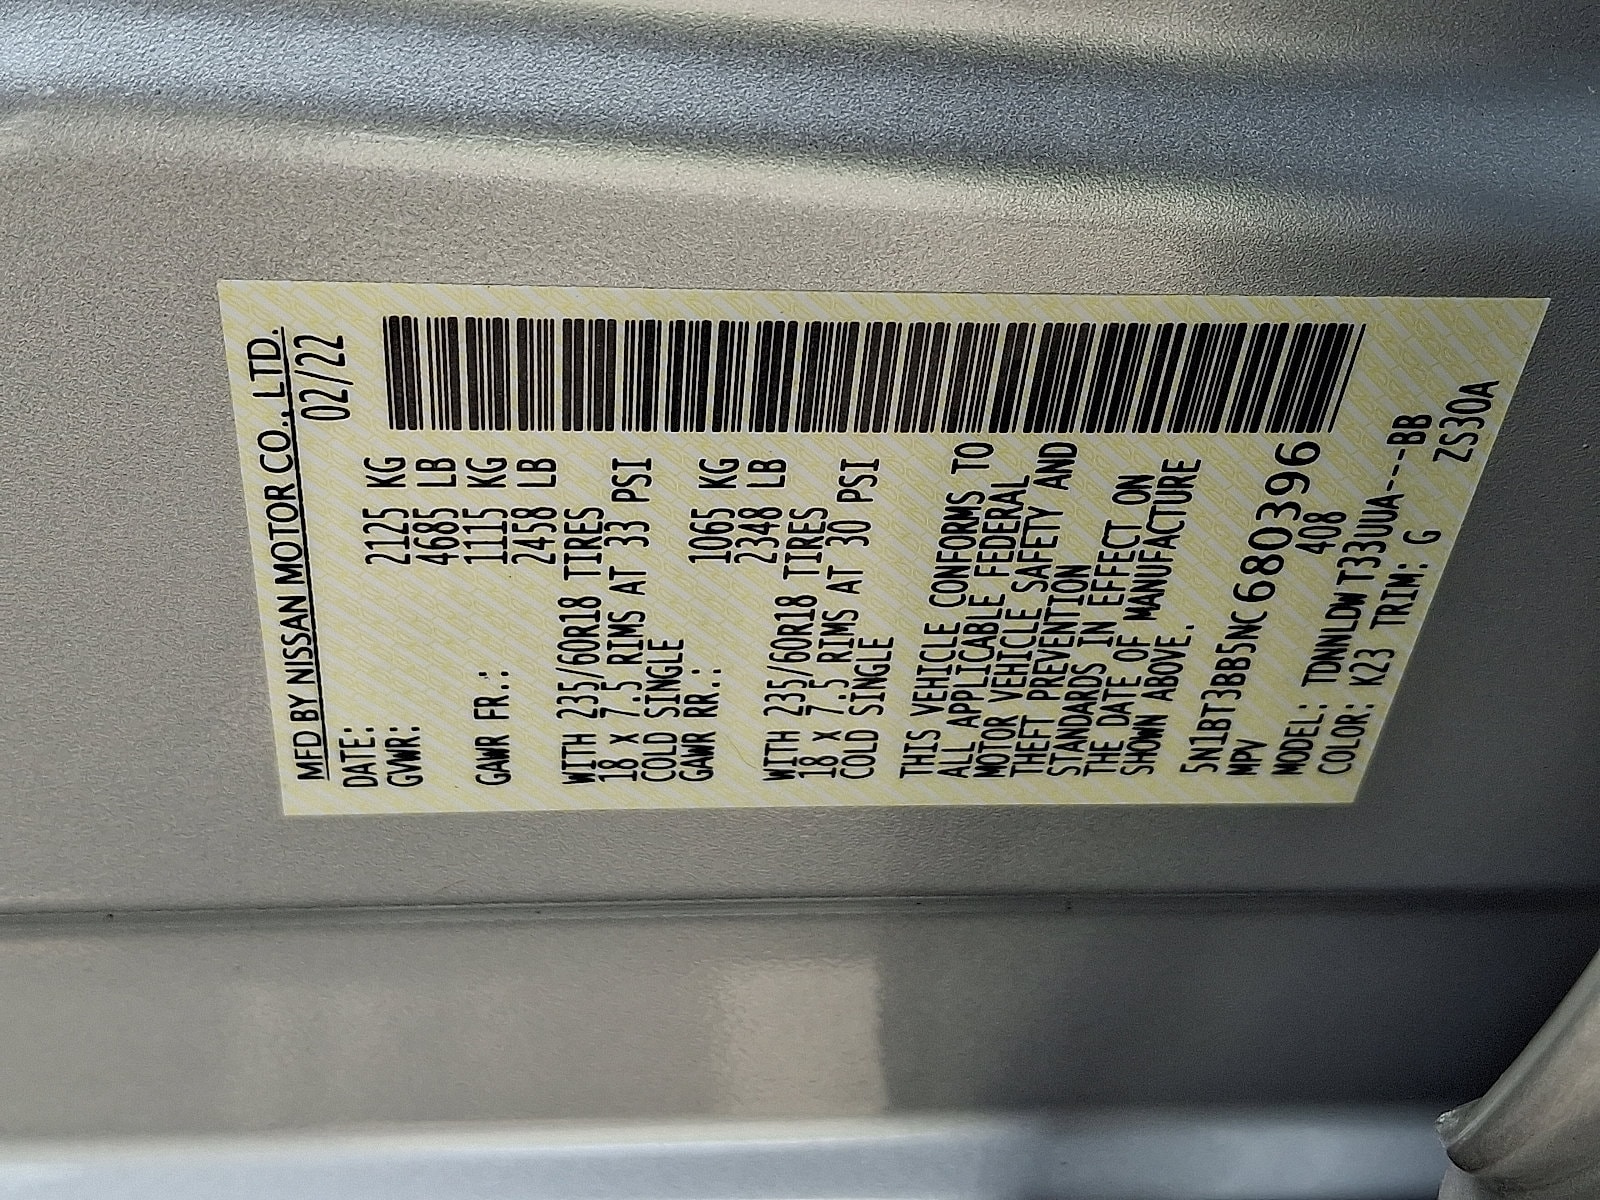 MFD BY NISSAN MOTOR CO., LTD.
DATE: 02/22
GVWR: 2125 KG
4685 LB
GAWR FR.: 1115 KG
2458 LB
WITH 235/60R18 TIRES
18 X 7.5 RIMS AT 33 PSI
COLD SINGLE
GAWR RR.: 1065 KG
2348 LB
WITH 235/60R18 TIRES
18 X 7.5 RIMS AT 30 PSI
COLD SINGLE
THIS VEHICLE CONFORMS TO
ALL APPLICABLE FEDERAL
MOTOR VEHICLE SAFETY AND
THEFT PREVENTION
STANDARDS IN EFFECT ON
THE DATE OF MANUFACTURE
SHOWN ABOVE.
5N1BT3BB5NC680396
MPV 408
MODEL: TDNNLDWT33UUA---BB
COLOR: K23 TRIM: G ZS30A